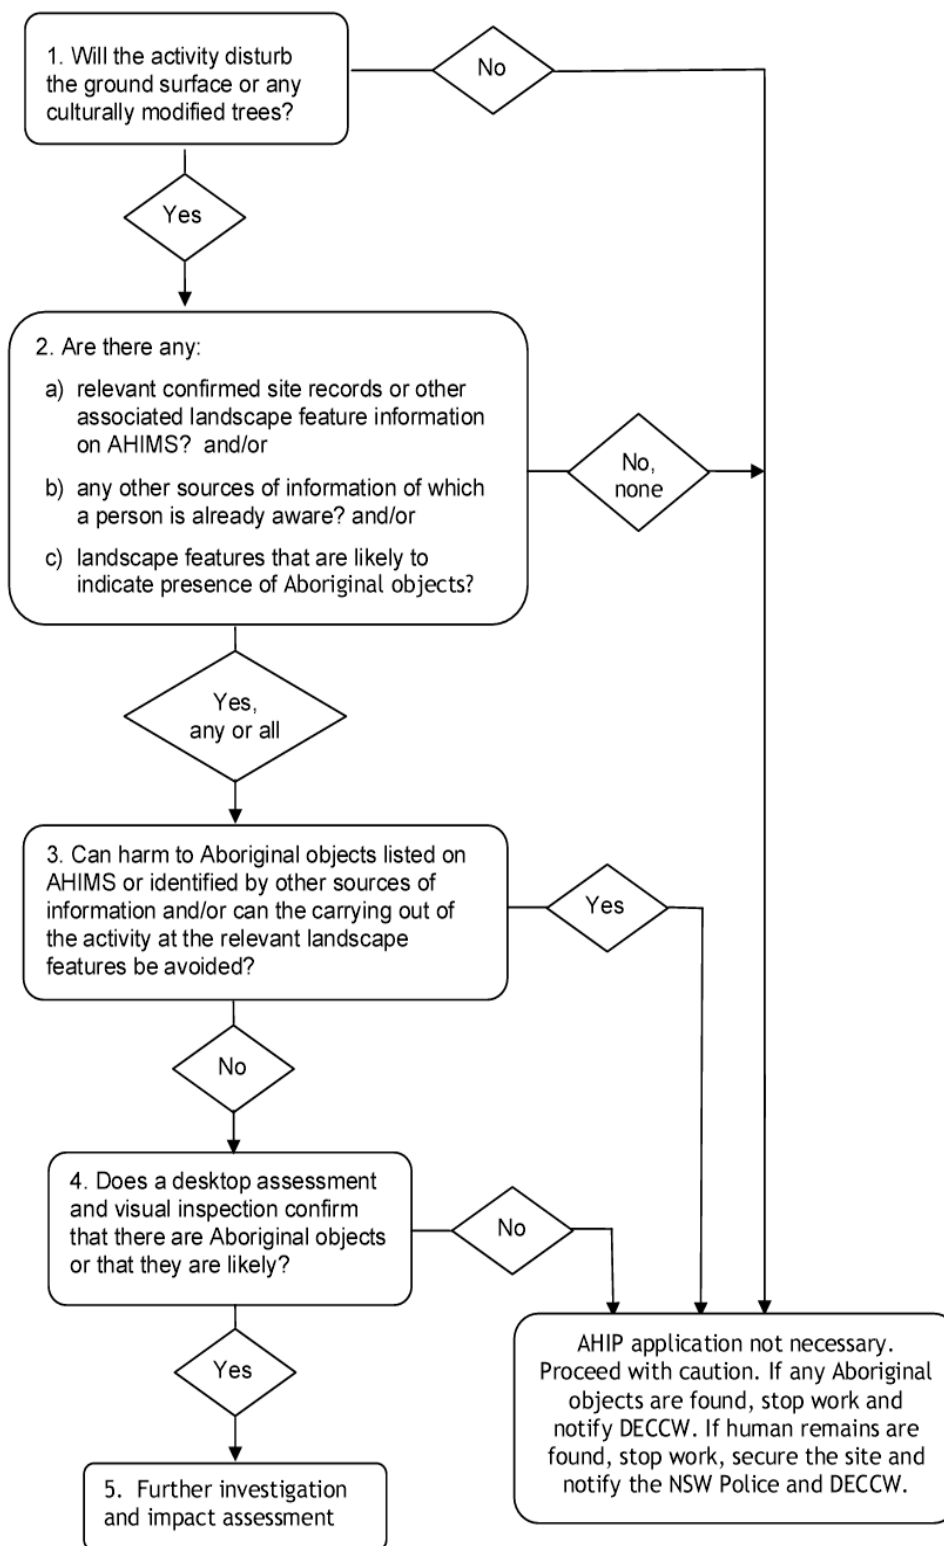 1. Will the activity disturb
the ground surface or any
culturally modified trees?
No
Yes
2. Are there any:
a) relevant confirmed site records or other
associated landscape feature information
on AHIMS? and/or
b) any other sources of information of which
a person is already aware? and/or
c) landscape features that are likely to
indicate presence of Aboriginal objects?
No,
none
Yes,
any or all
3. Can harm to Aboriginal objects listed on
AHIMS or identified by other sources of
information and/or can the carrying out of
the activity at the relevant landscape
features be avoided?
Yes
No
4. Does a desktop assessment
and visual inspection confirm
that there are Aboriginal objects
or that they are likely?
No
Yes
AHIP application not necessary.
Proceed with caution. If any Aboriginal
objects are found, stop work and
notify DECCW. If human remains are
found, stop work, secure the site and
notify the NSW Police and DECCW.
5. Further investigation
and impact assessment